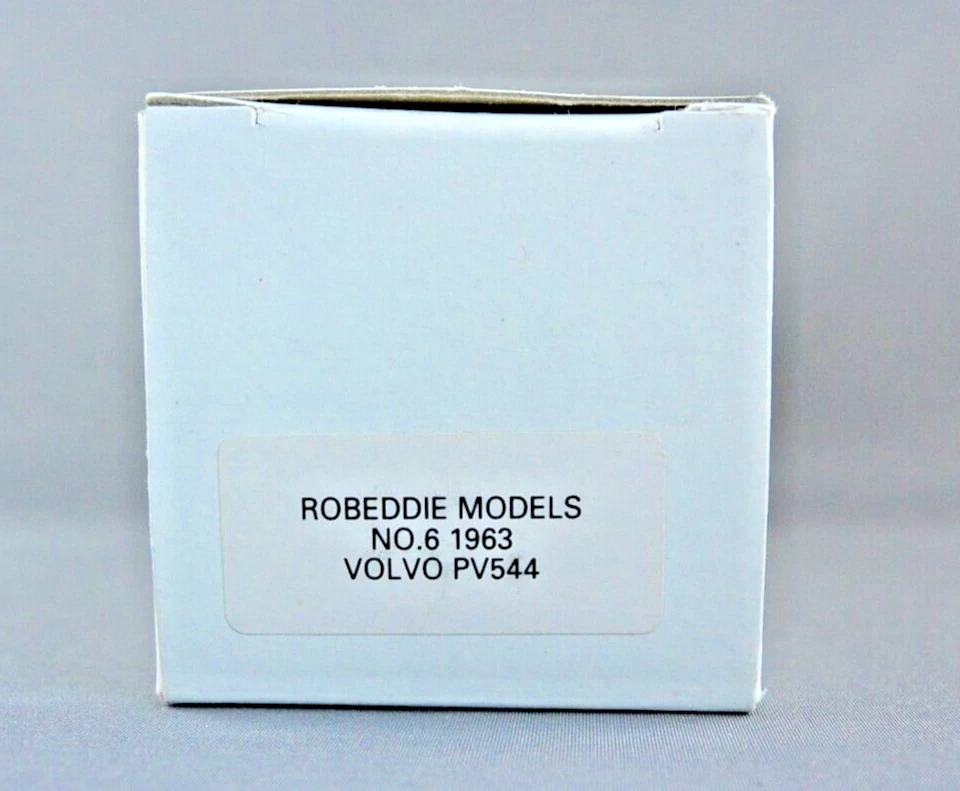 ROBEDDIE MODELS
NO.6 1963
VOLVO PV544